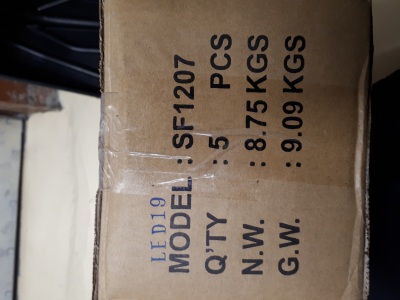 LED19
MODEL : SF1207
Q'TY : 5 PCS
N.W. : 8.75 KGS
G.W. : 9.09 KGS